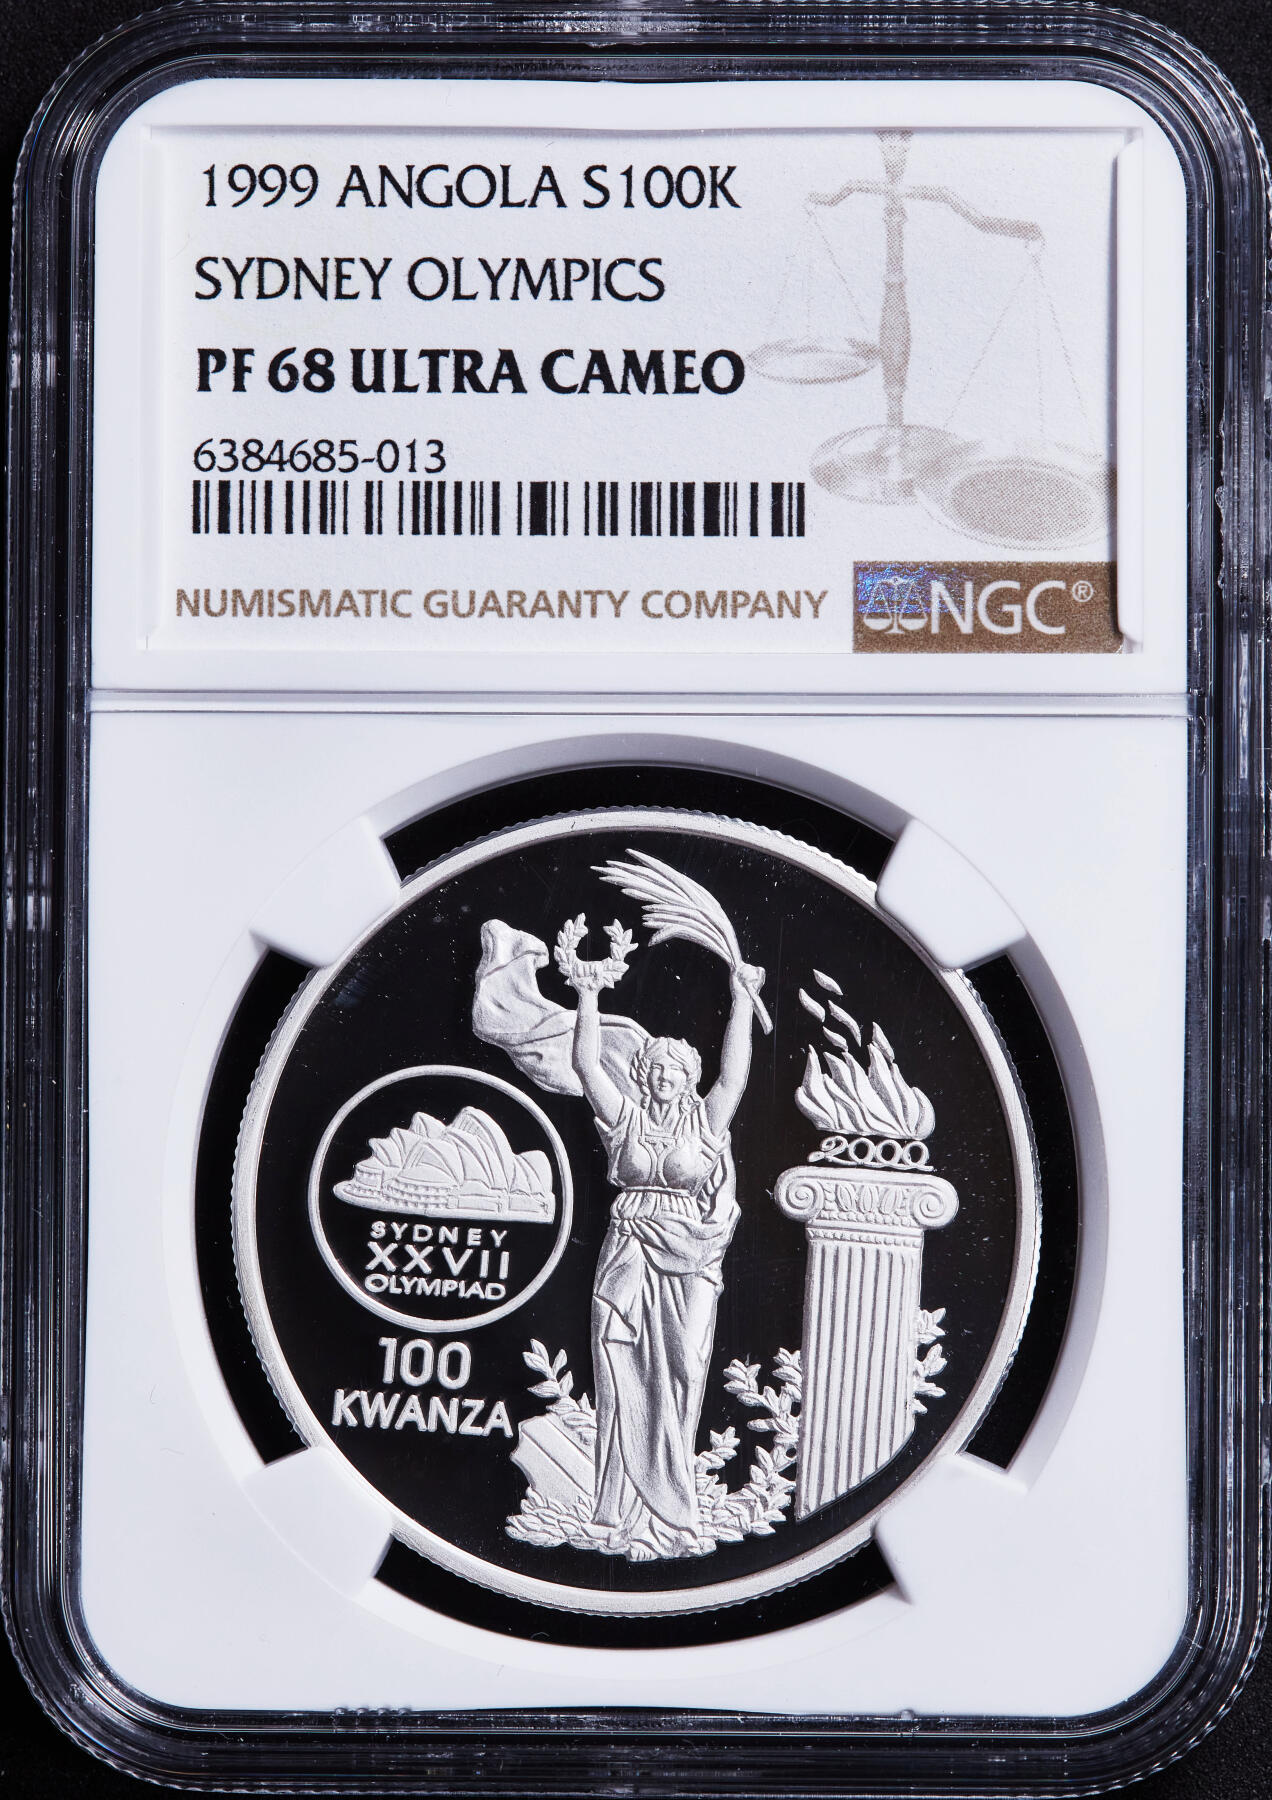 1999 ANGOLA S100K
SYDNEY OLYMPICS
PF 68 ULTRA CAMEO
6384685-013
NUMISMATIC GUARANTY COMPANY
NGC®
2000
SYDNEY
XXVII
OLYMPIAD
100
KWANZA